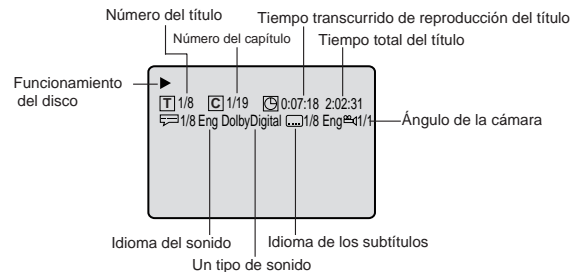 Número del título
Tiempo transcurrido de reproducción del título
Número del capítulo
Tiempo total del título
Funcionamiento
del disco
T 1/8 C 1/19 0:07:18 2:02:31
1/8 Eng DolbyDigital 1/8 Eng 1/1
Ángulo de la cámara
Idioma del sonido
Idioma de los subtítulos
Un tipo de sonido